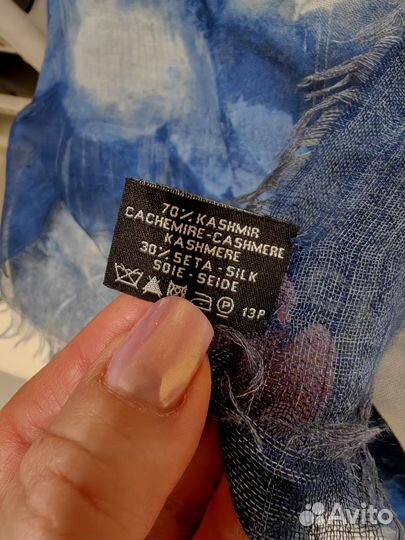 70% KASHMIR
CACHEMIRE-CASHMERE
KASHMERE
30% SETA - SILK
SOIE - SEIDE
P 13P
Avito